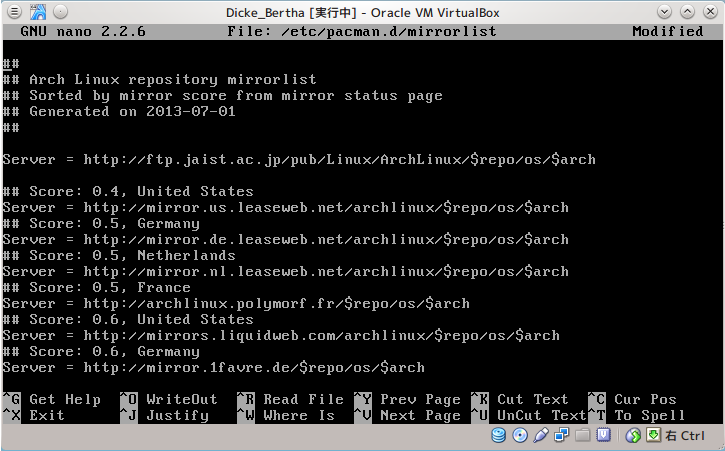 Dicke_Bertha [実行中] - Oracle VM VirtualBox
GNU nano 2.2.6 File: /etc/pacman.d/mirrorlist Modified
##
## Arch Linux repository mirrorlist
## Sorted by mirror score from mirror status page
## Generated on 2013-07-01
##
Server = http://ftp.jaist.ac.jp/pub/Linux/ArchLinux/$repo/os/$arch
## Score: 0.4, United States
Server = http://mirror.us.leaseweb.net/archlinux/$repo/os/$arch
## Score: 0.5, Germany
Server = http://mirror.de.leaseweb.net/archlinux/$repo/os/$arch
## Score: 0.5, Netherlands
Server = http://mirror.nl.leaseweb.net/archlinux/$repo/os/$arch
## Score: 0.5, France
Server = http://archlinux.polymorf.fr/$repo/os/$arch
## Score: 0.6, United States
Server = http://mirrors.liquidweb.com/archlinux/$repo/os/$arch
## Score: 0.6, Germany
Server = http://mirror.1favre.de/$repo/os/$arch
^G Get Help ^O WriteOut ^R Read File ^Y Prev Page ^K Cut Text ^C Cur Pos
^X Exit ^J Justify ^W Where Is ^V Next Page ^U UnCut Text ^T To Spell
右 Ctrl